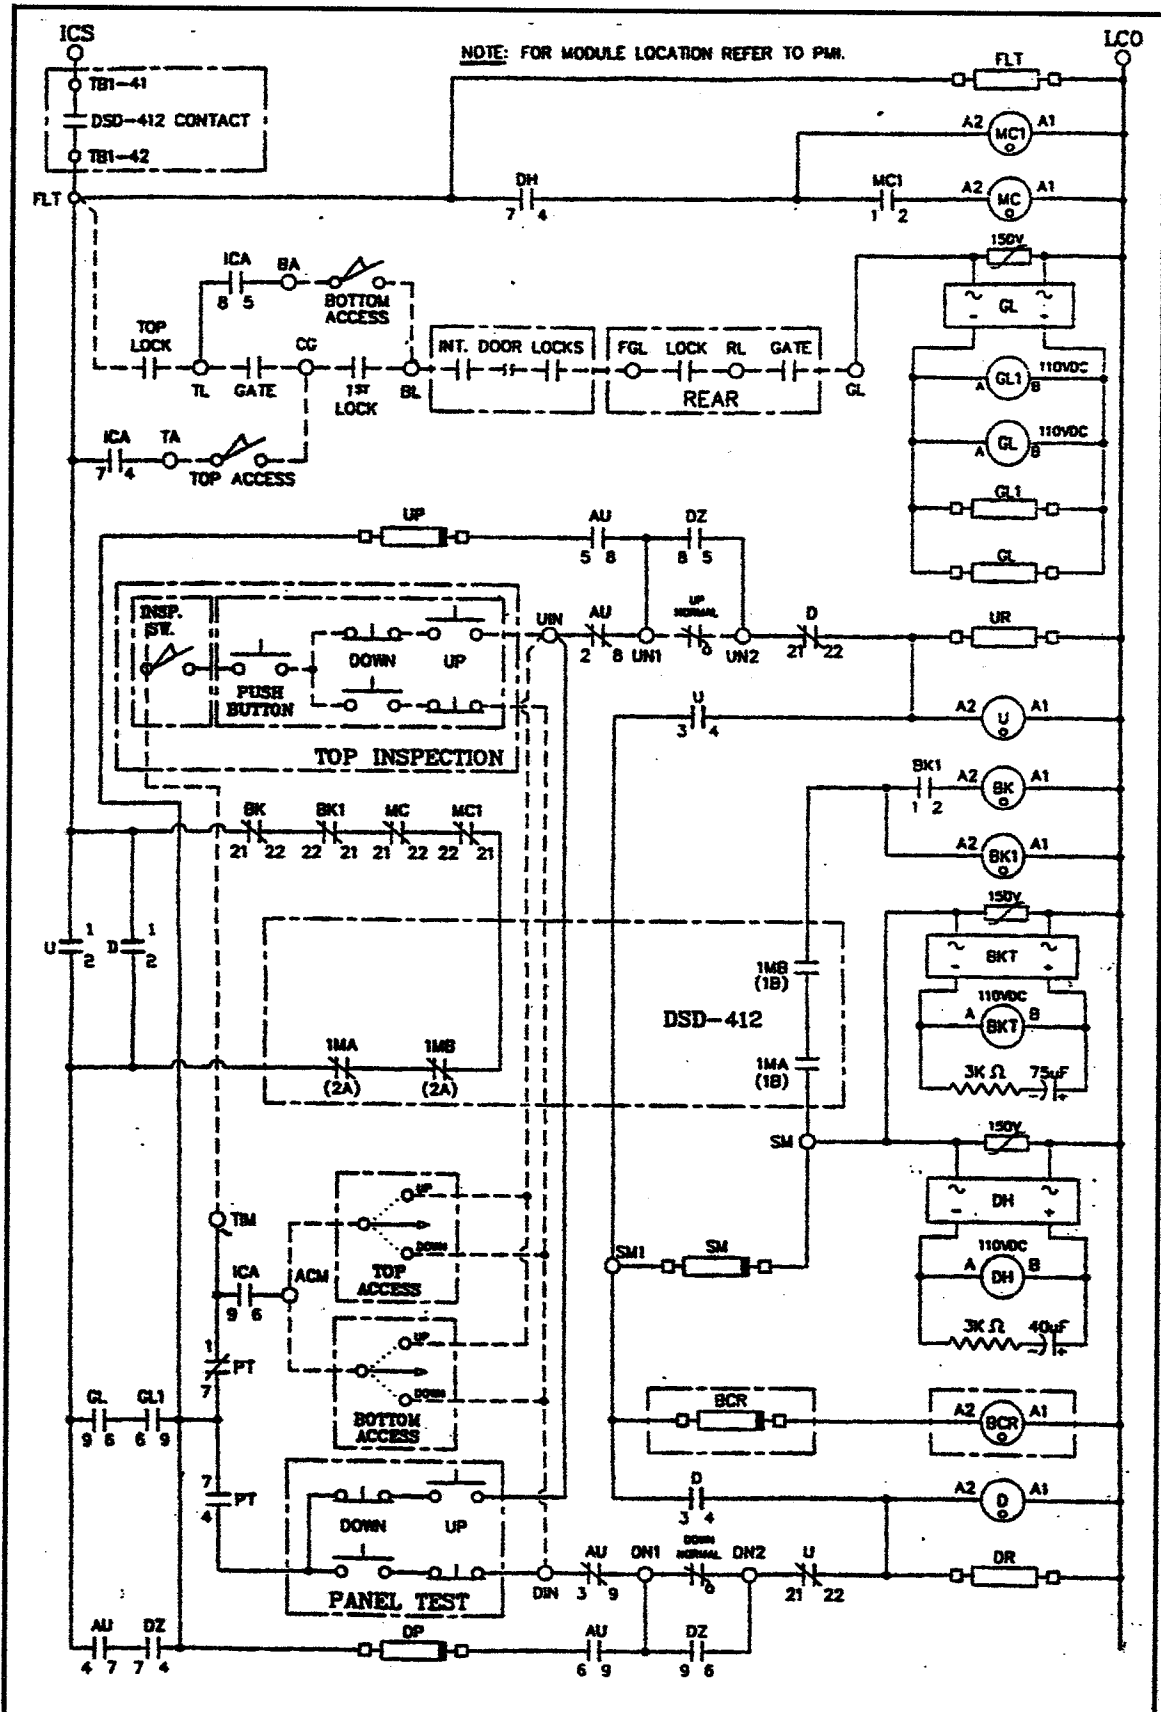 ICS
LCO
NOTE: FOR MODULE LOCATION REFER TO PMI.
FLT
TB1-41
DSD-412 CONTACT
TB1-42
A2 MC1 A1
FLT
DH
7 4
MC1
1 2
A2 MC A1
150V
ICA
8 5
BA
BOTTOM
ACCESS
~ ~
- GL +
TOP
LOCK
TL
GATE
CG
1ST
LOCK
BL
INT. DOOR LOCKS
FGL LOCK RL GATE
REAR
GL
110VDC
A GL1 B
ICA
7 4
TA
TOP ACCESS
110VDC
A GL B
GL1
GL
UP
AU
5 8
DZ
8 5
INSP.
SW.
PUSH
BUTTON
DOWN UP
TOP INSPECTION
UIN
AU
2 8
UN1
UP
NORMAL
UN2
D
21 22
UR
U
3 4
A2 U A1
BK1
1 2
A2 BK A1
BK
21 22
BK1
22 21
MC
21 22
MC1
22 21
A2 BK1 A1
150V
U
1
2
D
1
2
1MB
(1B)
DSD-412
~ ~
- BKT +
110VDC
A BKT B
1MA
(2A)
1MB
(2A)
1MA
(1B)
3K Ω
75uF
- +
SM
150V
UP
DOWN
TOP
ACCESS
~ ~
- DH +
TIM
ICA
9 6
ACM
SM1
SM
110VDC
A DH B
3K Ω
40uF
- +
1
PT
7
UP
DOWN
BOTTOM
ACCESS
GL
9 6
GL1
6 9
BCR
A2 BCR A1
7
PT
4
DOWN UP
PANEL TEST
D
3 4
A2 D A1
DIN
AU
3 9
DN1
DOWN
NORMAL
DN2
U
21 22
DR
AU
4 7
DZ
7 4
DP
AU
6 9
DZ
9 6